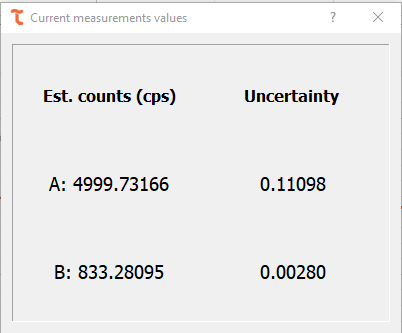 Current measurements values
Est. counts (cps) Uncertainty
A: 4999.73166 0.11098
B: 833.28095 0.00280